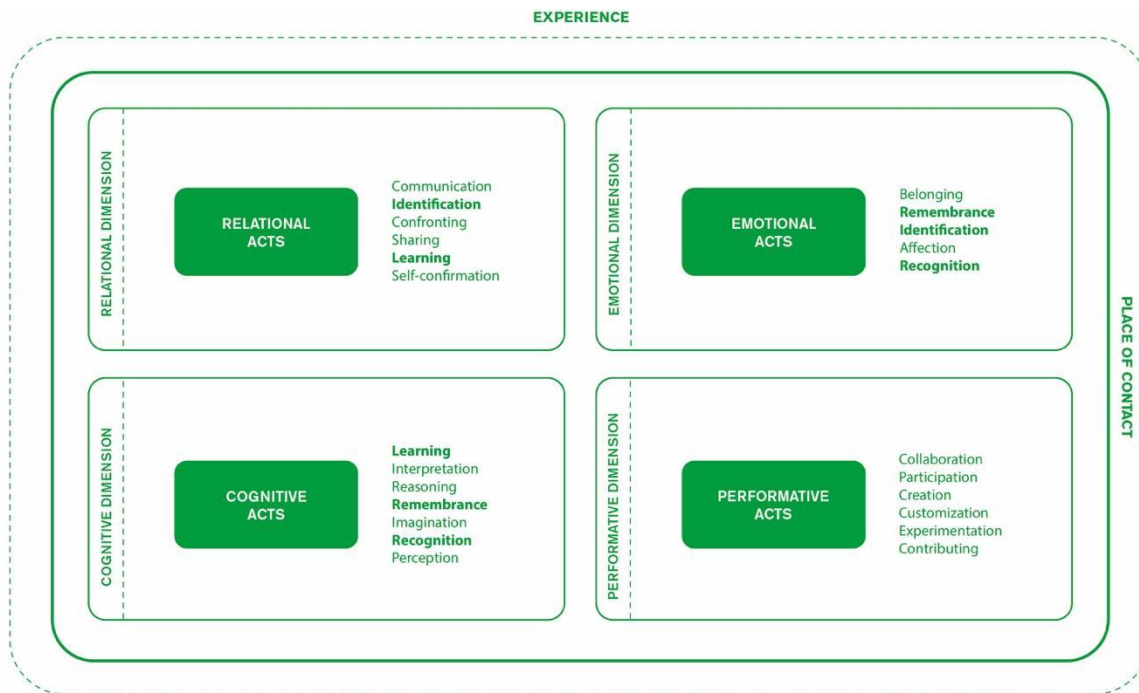 EXPERIENCE
RELATIONAL DIMENSION
RELATIONAL
ACTS
Communication
Identification
Confronting
Sharing
Learning
Self-confirmation
EMOTIONAL DIMENSION
EMOTIONAL
ACTS
Belonging
Remembrance
Identification
Affection
Recognition
PLACE OF CONTACT
COGNITIVE DIMENSION
COGNITIVE
ACTS
Learning
Interpretation
Reasoning
Remembrance
Imagination
Recognition
Perception
PERFORMATIVE DIMENSION
PERFORMATIVE
ACTS
Collaboration
Participation
Creation
Customization
Experimentation
Contributing